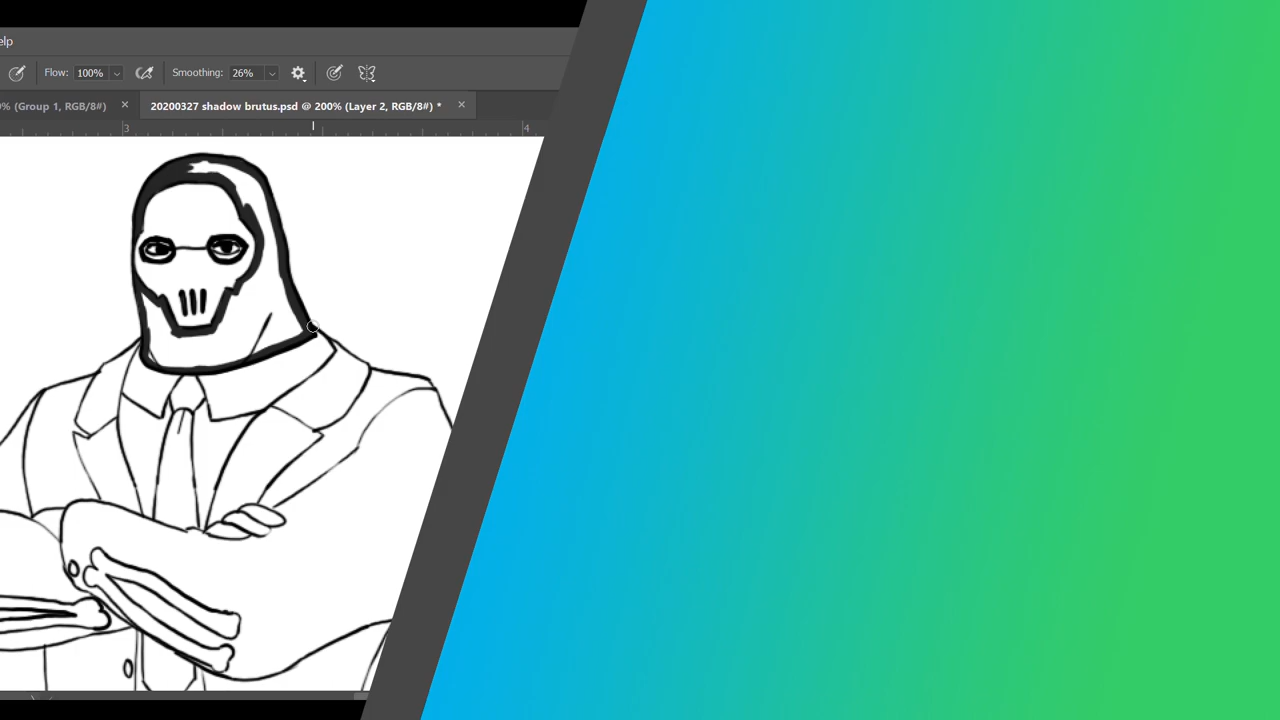 elp
Flow: 100% Smoothing: 26%
% (Group 1, RGB/8#) × 20200327 shadow brutus.psd @ 200% (Layer 2, RGB/8#) * ×
3 4